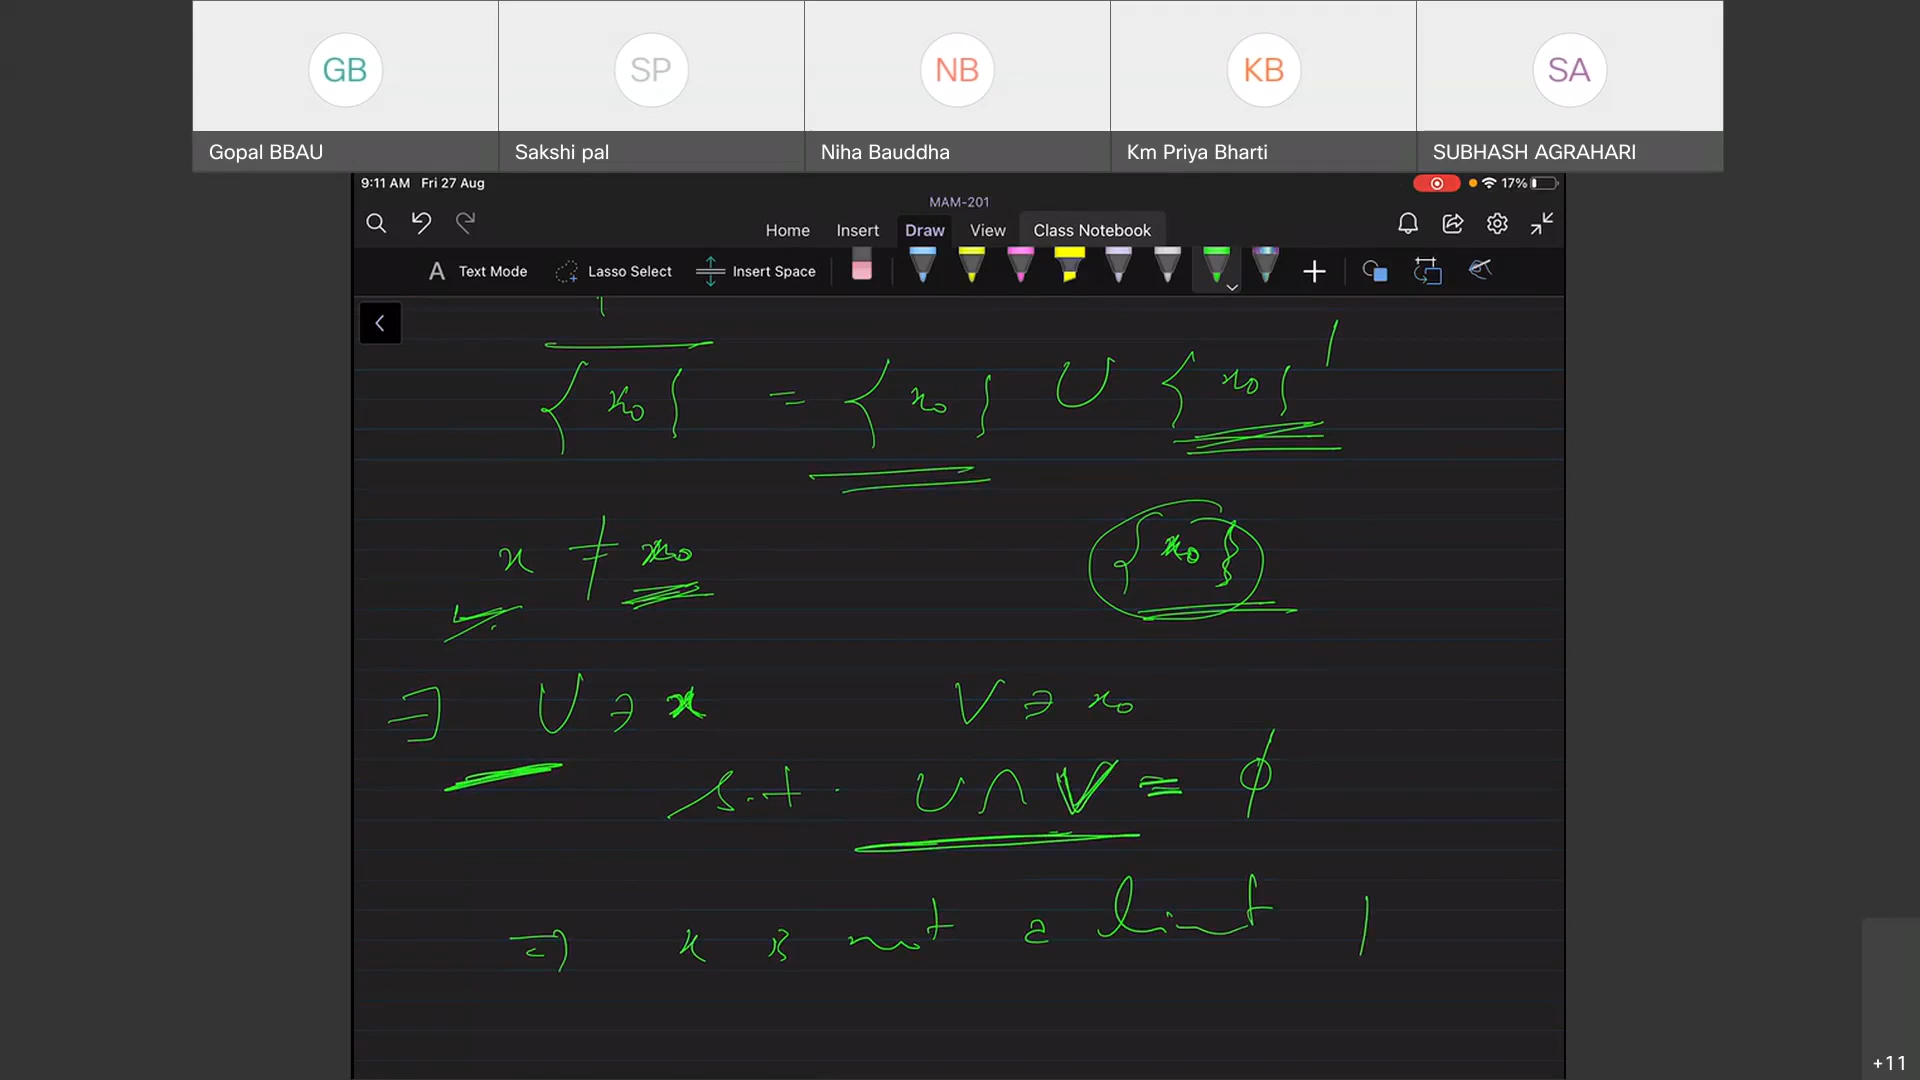 GB SP NB KB SA
Gopal BBAU Sakshi pal Niha Bauddha Km Priya Bharti SUBHASH AGRAHARI
9:11 AM Fri 27 Aug 17%
MAM-201
Home Insert Draw View Class Notebook
A Text Mode Lasso Select Insert Space
{x₀} = {x₀} ∪ {x₀}'
x ≠ x₀ {x₀}
∃ U ∋ x V ∋ x₀
s.t. U ∩ V = ϕ
⇒ x is not a limit
+11